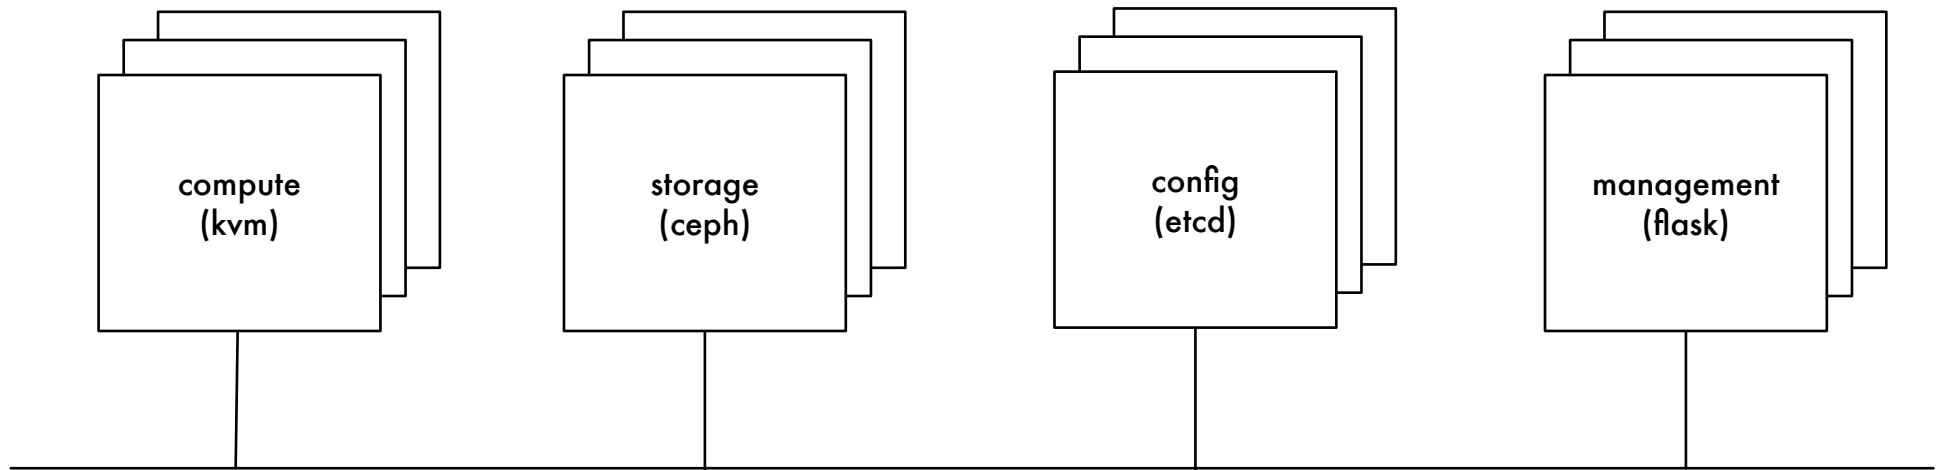 compute
(kvm)
storage
(ceph)
config
(etcd)
management
(flask)